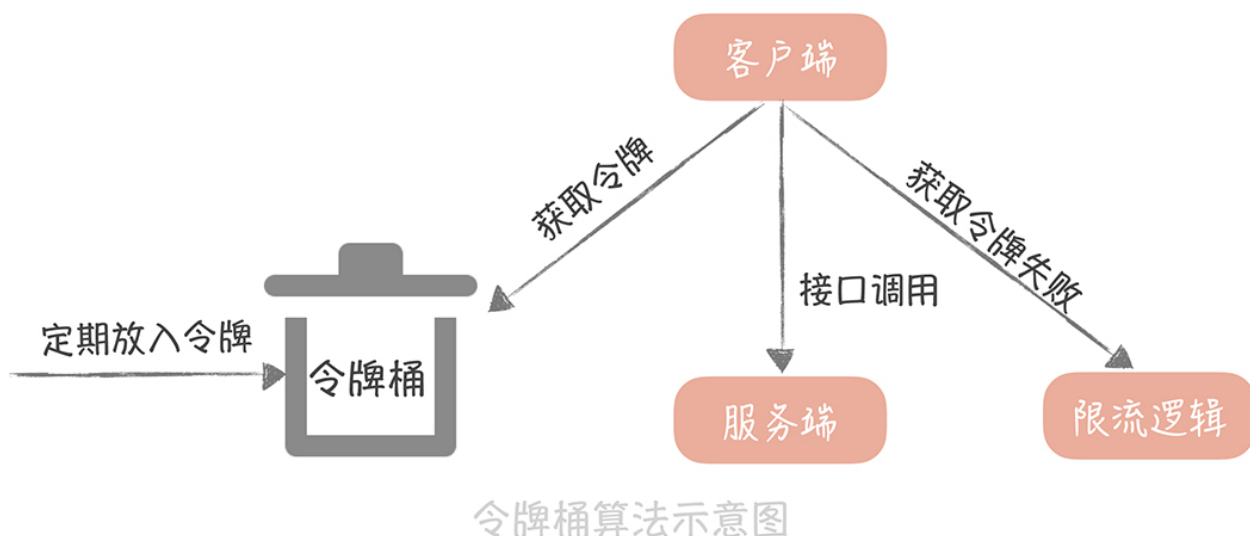 客户端
获取令牌
获取令牌失败
接口调用
定期放入令牌
令牌桶
服务端
限流逻辑
令牌桶算法示意图